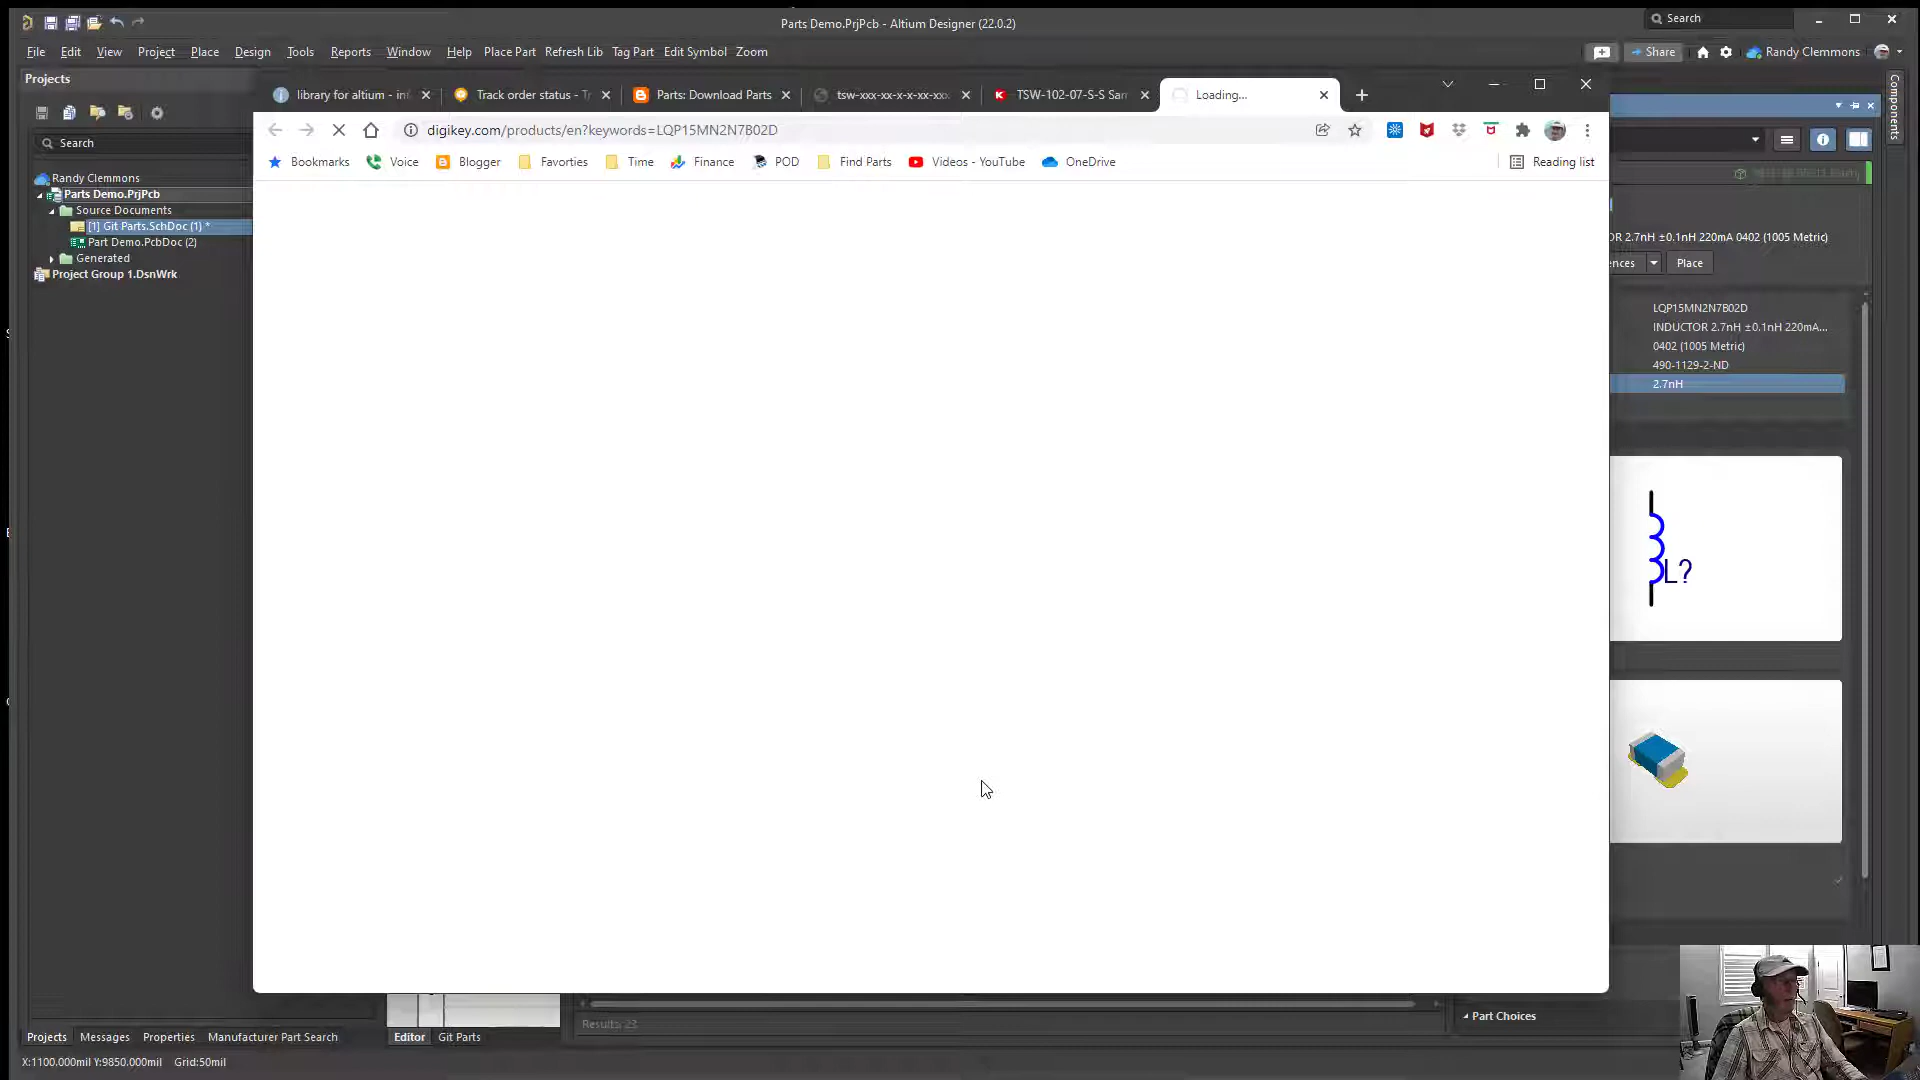 Parts Demo.PrjPcb - Altium Designer (22.0.2)
Search
File Edit View Project Place Design Tools Reports Window Help Place Part Refresh Lib Tag Part Edit Symbol Zoom
Share
Randy Clemmons
Projects
Search
Randy Clemmons
Parts Demo.PrjPcb
Source Documents
[1] Git Parts.SchDoc (1) *
Part Demo.PcbDoc (2)
Generated
Project Group 1.DsnWrk
library for altium - in
Track order status - T
Parts: Download Parts
tsw-xxx-xx-x-x-xx-xxx
TSW-102-07-S-S San
Loading...
digikey.com/products/en?keywords=LQP15MN2N7B02D
Bookmarks Voice Blogger Favorties Time Finance POD Find Parts Videos - YouTube OneDrive Reading list
Components
OR 2.7nH ±0.1nH 220mA 0402 (1005 Metric)
ences
Place
LQP15MN2N7B02D
INDUCTOR 2.7nH ±0.1nH 220mA...
0402 (1005 Metric)
490-1129-2-ND
2.7nH
L?
Results: 23
Part Choices
Projects Messages Properties Manufacturer Part Search
Editor Git Parts
X:1100.000mil Y:9850.000mil Grid:50mil